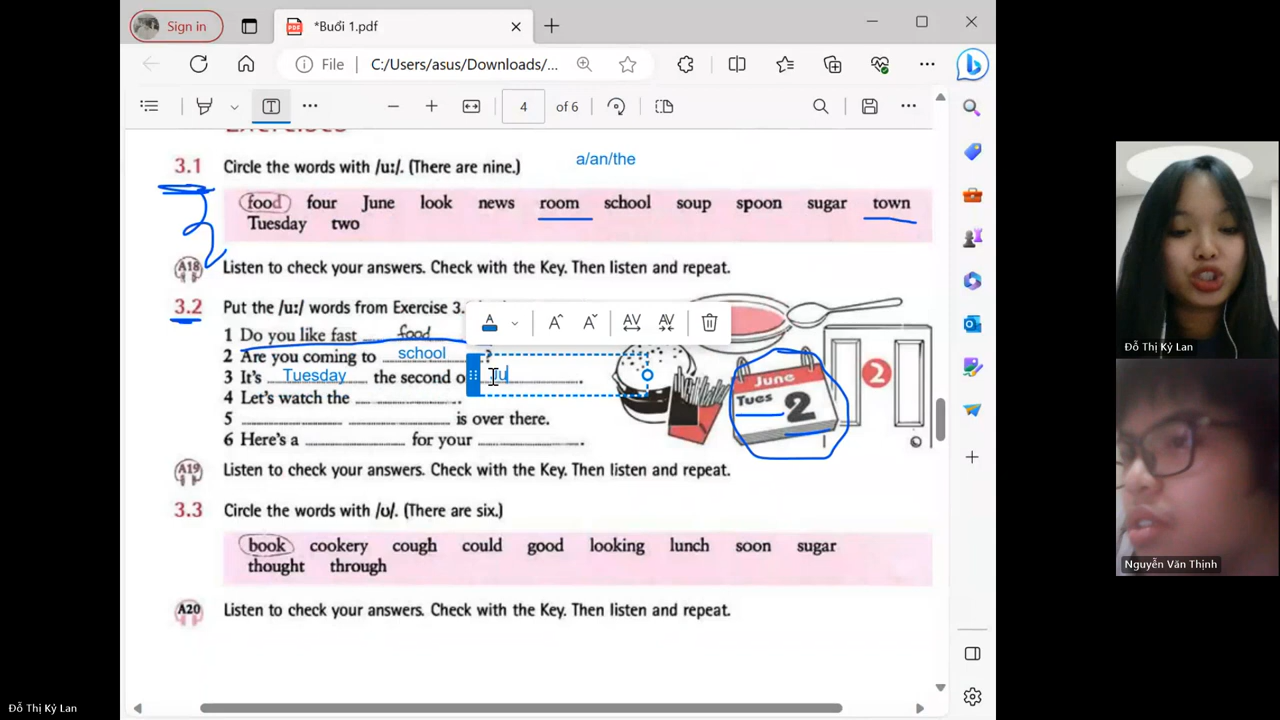 Sign in
*Buổi 1.pdf
File
C:/Users/asus/Downloads/...
4 of 6
3.1 Circle the words with /uː/. (There are nine.)
a/an/the
food four June look news room school soup spoon sugar town
Tuesday two
A18 Listen to check your answers. Check with the Key. Then listen and repeat.
3.2 Put the /uː/ words from Exercise 3.
1 Do you like fast food
2 Are you coming to school ?
3 It's Tuesday the second o
4 Let's watch the .
5 is over there.
6 Here's a for your .
June
Tues
2
2
A19 Listen to check your answers. Check with the Key. Then listen and repeat.
3.3 Circle the words with /ʊ/. (There are six.)
book cookery cough could good looking lunch soon sugar
thought through
A20 Listen to check your answers. Check with the Key. Then listen and repeat.
Đỗ Thị Kỷ Lan
Nguyễn Văn Thịnh
Đỗ Thị Kỷ Lan